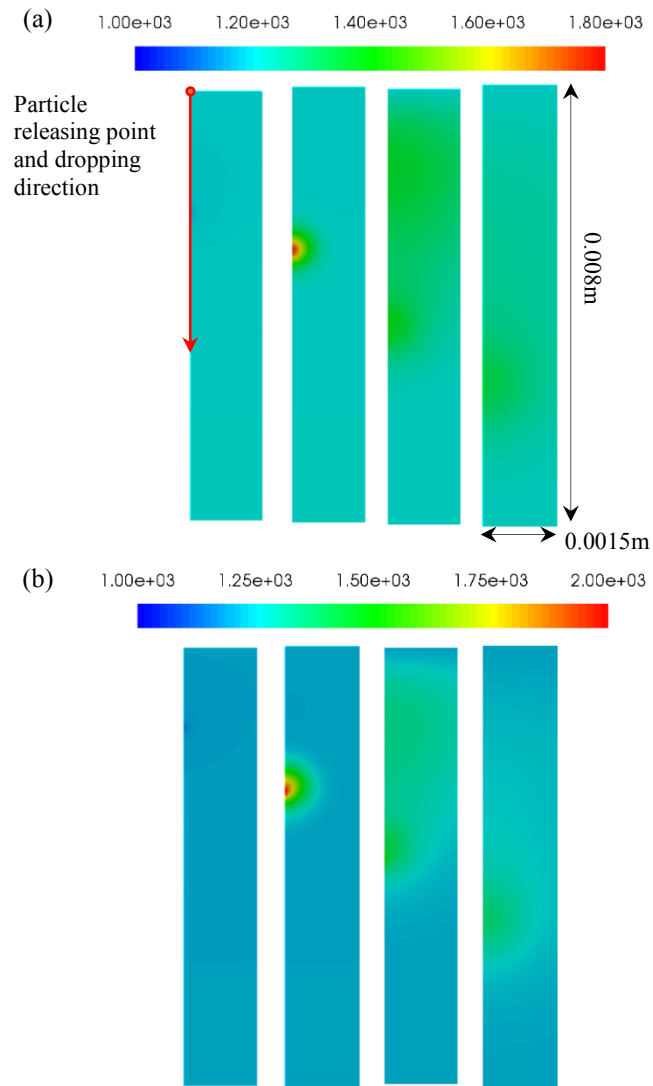 (a)
1.00e+03 1.20e+03 1.40e+03 1.60e+03 1.80e+03
Particle
releasing point
and dropping
direction
0.008m
0.0015m
(b)
1.00e+03 1.25e+03 1.50e+03 1.75e+03 2.00e+03